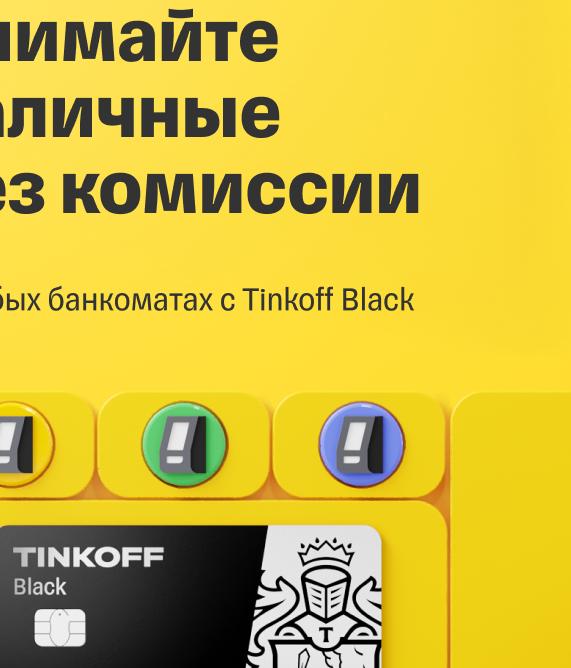 нимайте
аличные
ез комиссии
бых банкоматах с Tinkoff Black
TINKOFF
Black
T